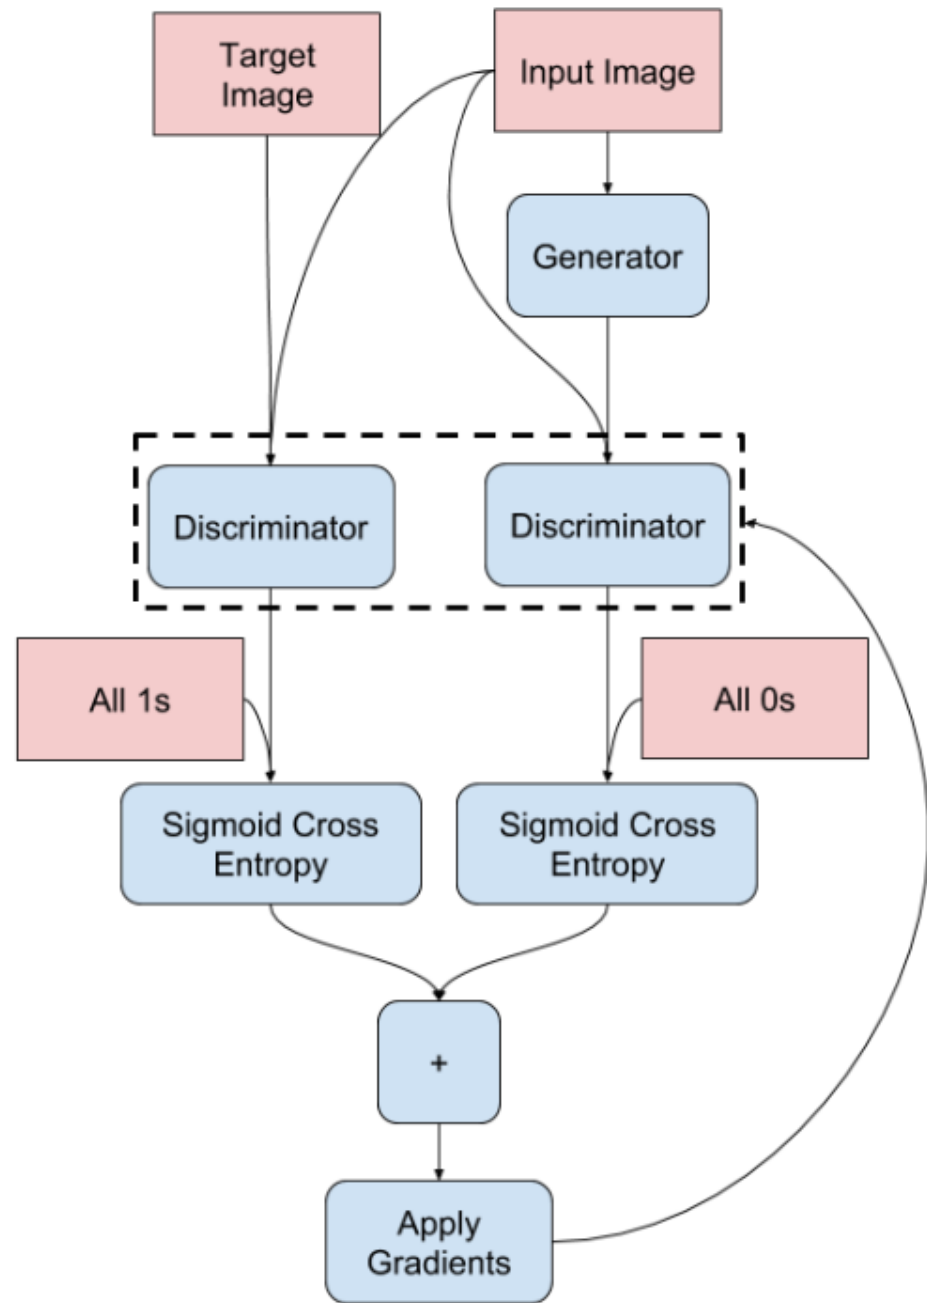 Target
Image
Input Image
Generator
Discriminator
Discriminator
All 1s
All 0s
Sigmoid Cross
Entropy
Sigmoid Cross
Entropy
+
Apply
Gradients